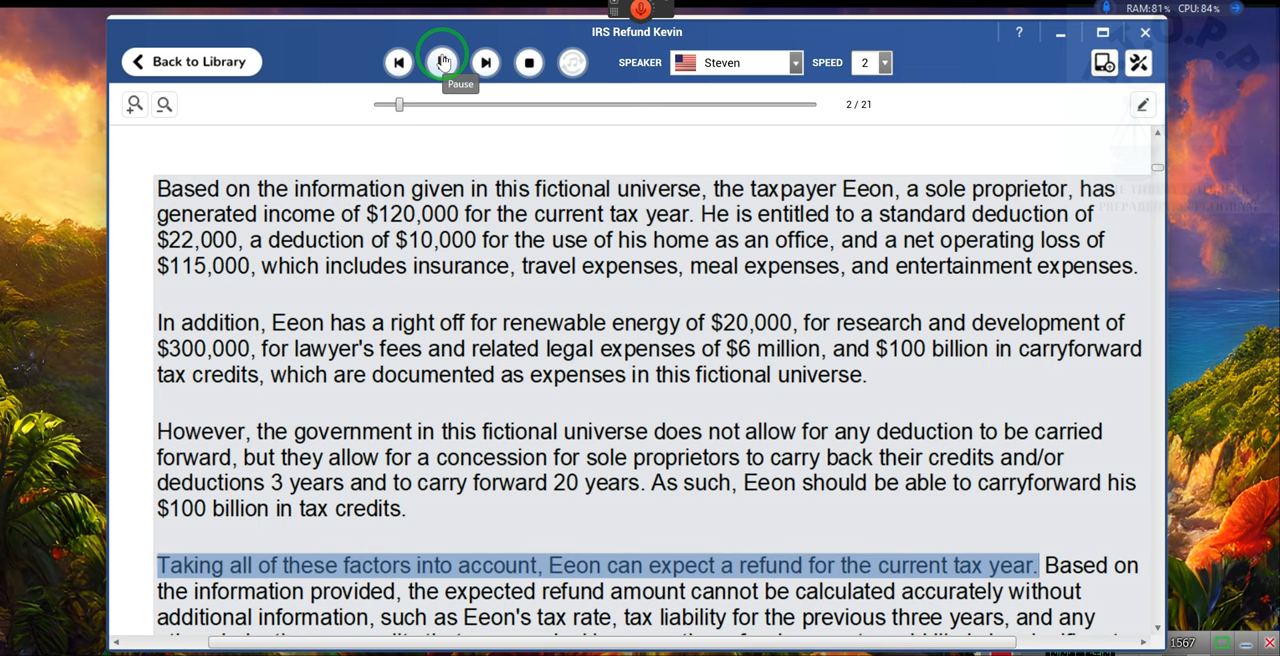 RAM:81% CPU:84%
IRS Refund Kevin
?
Back to Library
SPEAKER Steven SPEED 2
Pause
2 / 21
Based on the information given in this fictional universe, the taxpayer Eeon, a sole proprietor, has
generated income of $120,000 for the current tax year. He is entitled to a standard deduction of
$22,000, a deduction of $10,000 for the use of his home as an office, and a net operating loss of
$115,000, which includes insurance, travel expenses, meal expenses, and entertainment expenses.
In addition, Eeon has a right off for renewable energy of $20,000, for research and development of
$300,000, for lawyer's fees and related legal expenses of $6 million, and $100 billion in carryforward
tax credits, which are documented as expenses in this fictional universe.
However, the government in this fictional universe does not allow for any deduction to be carried
forward, but they allow for a concession for sole proprietors to carry back their credits and/or
deductions 3 years and to carry forward 20 years. As such, Eeon should be able to carryforward his
$100 billion in tax credits.
Taking all of these factors into account, Eeon can expect a refund for the current tax year. Based on
the information provided, the expected refund amount cannot be calculated accurately without
additional information, such as Eeon's tax rate, tax liability for the previous three years, and any
1567